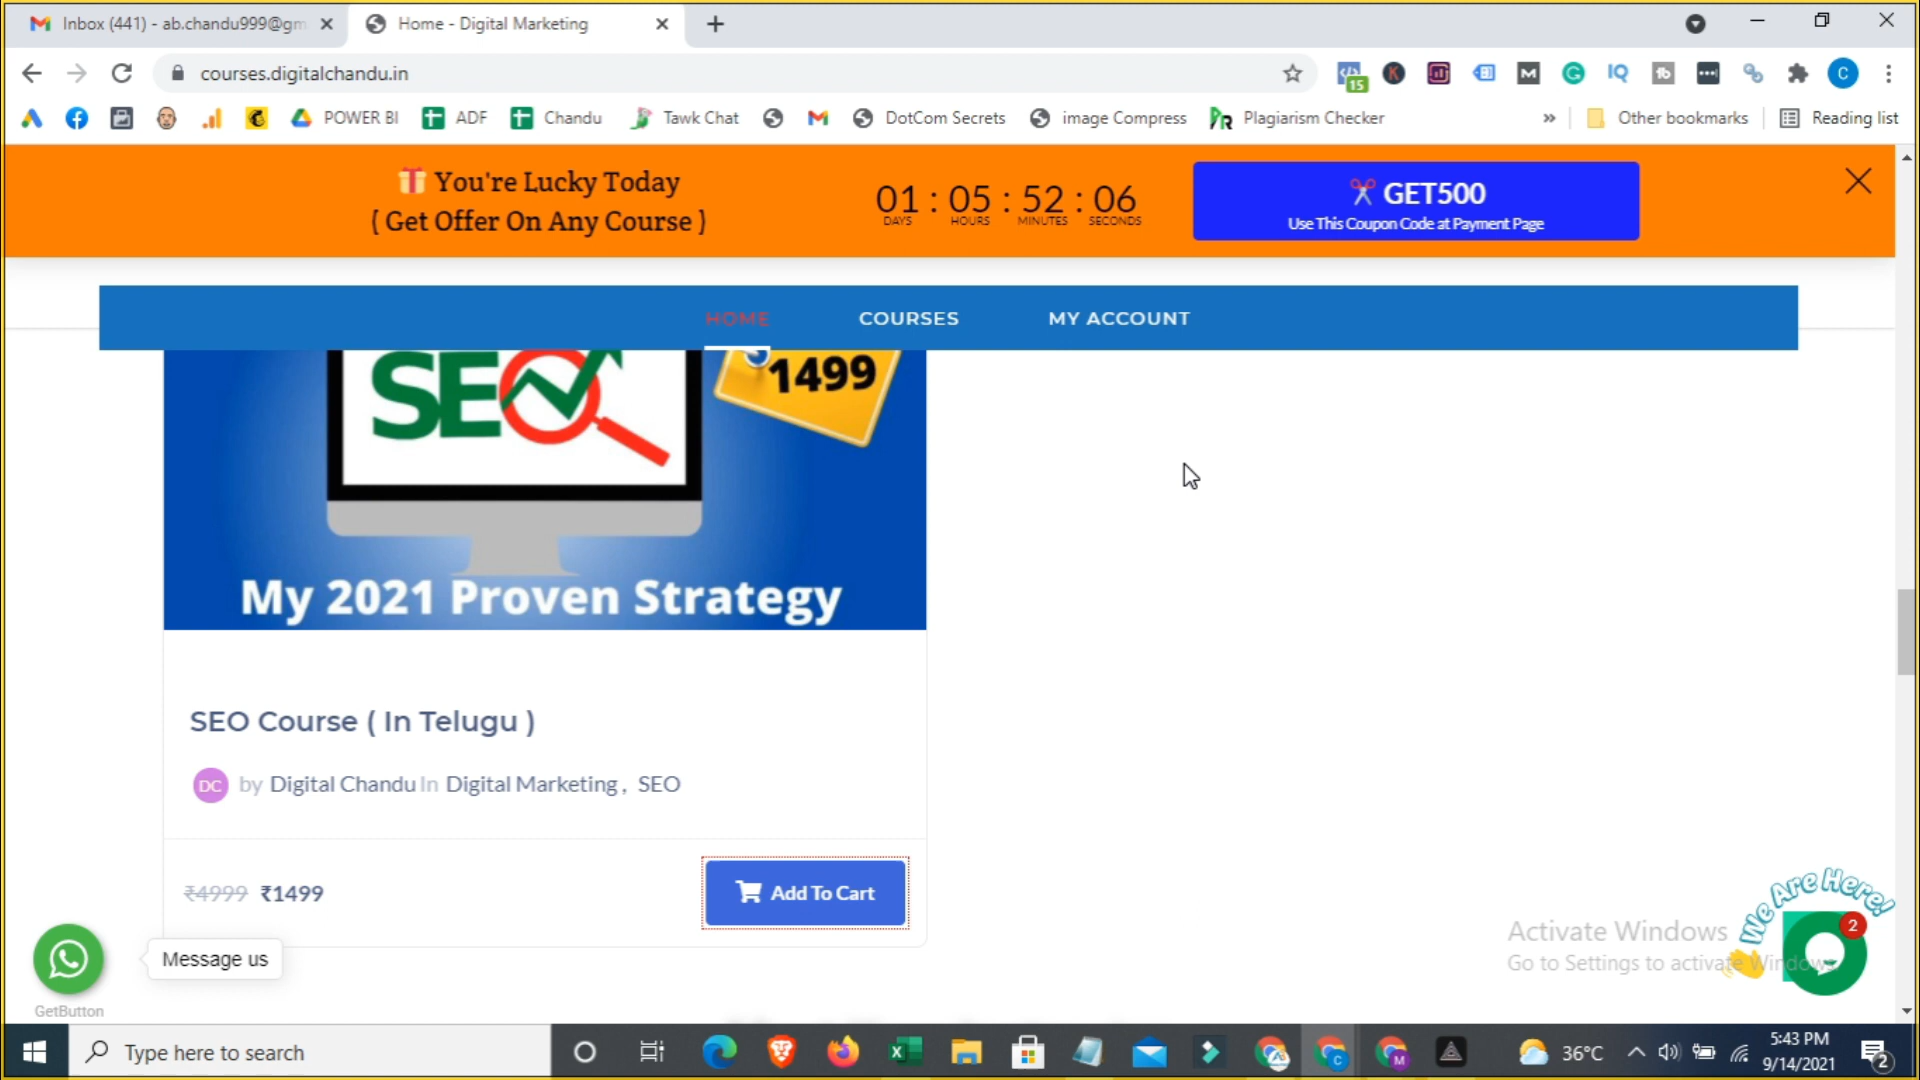 Inbox (441) - ab.chandu999@gm
Home - Digital Marketing
courses.digitalchandu.in
15
K
M
IQ
C
POWER BI
ADF
Chandu
Tawk Chat
DotCom Secrets
image Compress
PR
Plagiarism Checker
»
Other bookmarks
Reading list
You're Lucky Today
( Get Offer On Any Course )
01 : 05 : 52 : 06
DAYS HOURS MINUTES SECONDS
GET500
Use This Coupon Code at Payment Page
HOME
COURSES
MY ACCOUNT
SEO
1499
My 2021 Proven Strategy
SEO Course ( In Telugu )
DC by Digital Chandu In Digital Marketing , SEO
₹4999 ₹1499
Add To Cart
Message us
GetButton
Activate Windows
Go to Settings to activate Windows.
We Are Here!
2
Type here to search
36°C
5:43 PM
9/14/2021
2